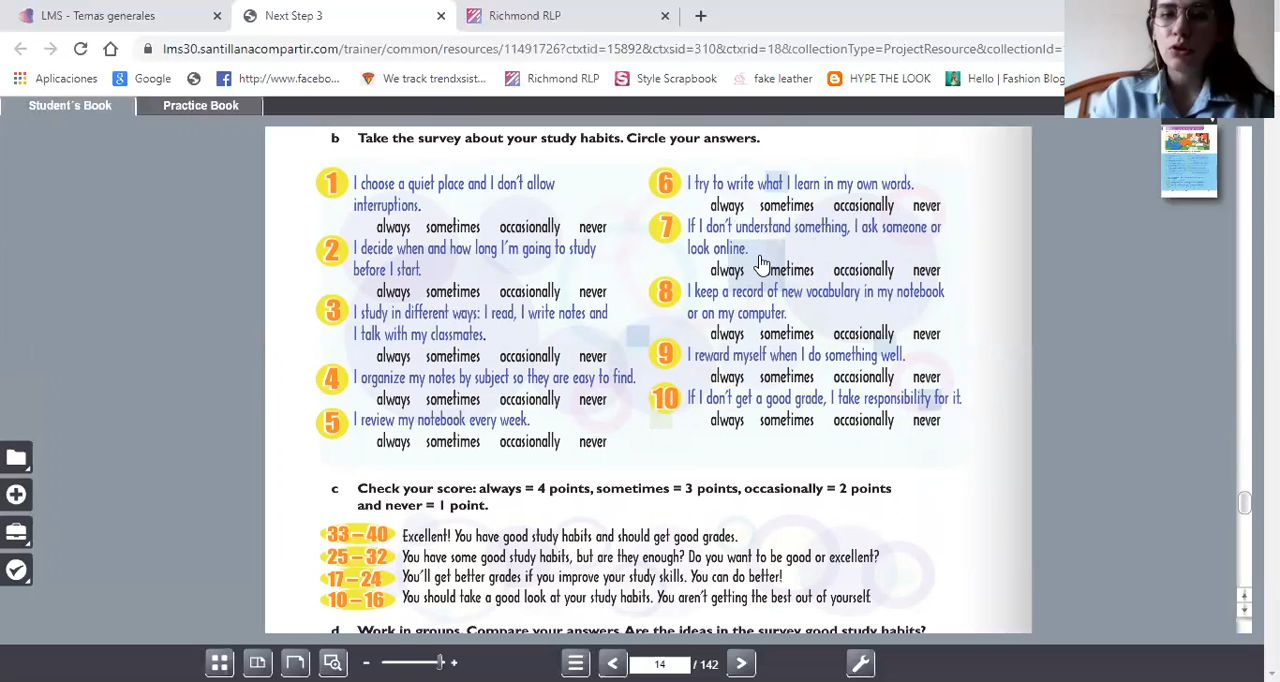 LMS - Temas generales
Next Step 3
Richmond RLP
lms30.santillanacompartir.com/trainer/common/resources/11491726?ctxtid=15892&ctxsid=310&ctxrid=18&collectionType=ProjectResource&collectionId=
Aplicaciones
Google
http://www.facebo...
We track trendxsist...
Richmond RLP
Style Scrapbook
fake leather
HYPE THE LOOK
Hello | Fashion Blog
Student´s Book
Practice Book
b Take the survey about your study habits. Circle your answers.
1 I choose a quiet place and I don't allow
interruptions.
always sometimes occasionally never
2 I decide when and how long I'm going to study
before I start.
always sometimes occasionally never
3 I study in different ways: I read, I write notes and
I talk with my classmates.
always sometimes occasionally never
4 I organize my notes by subject so they are easy to find.
always sometimes occasionally never
5 I review my notebook every week.
always sometimes occasionally never
6 I try to write what I learn in my own words.
always sometimes occasionally never
7 If I don't understand something, I ask someone or
look online.
always sometimes occasionally never
8 I keep a record of new vocabulary in my notebook
or on my computer.
always sometimes occasionally never
9 I reward myself when I do something well.
always sometimes occasionally never
10 If I don't get a good grade, I take responsibility for it.
always sometimes occasionally never
c Check your score: always = 4 points, sometimes = 3 points, occasionally = 2 points
and never = 1 point.
33 – 40 Excellent! You have good study habits and should get good grades.
25 – 32 You have some good study habits, but are they enough? Do you want to be good or excellent?
17 – 24 You'll get better grades if you improve your study skills. You can do better!
10 – 16 You should take a good look at your study habits. You aren't getting the best out of yourself.
d Work in groups. Compare your answers. Are the ideas in the survey good study habits?
14 / 142